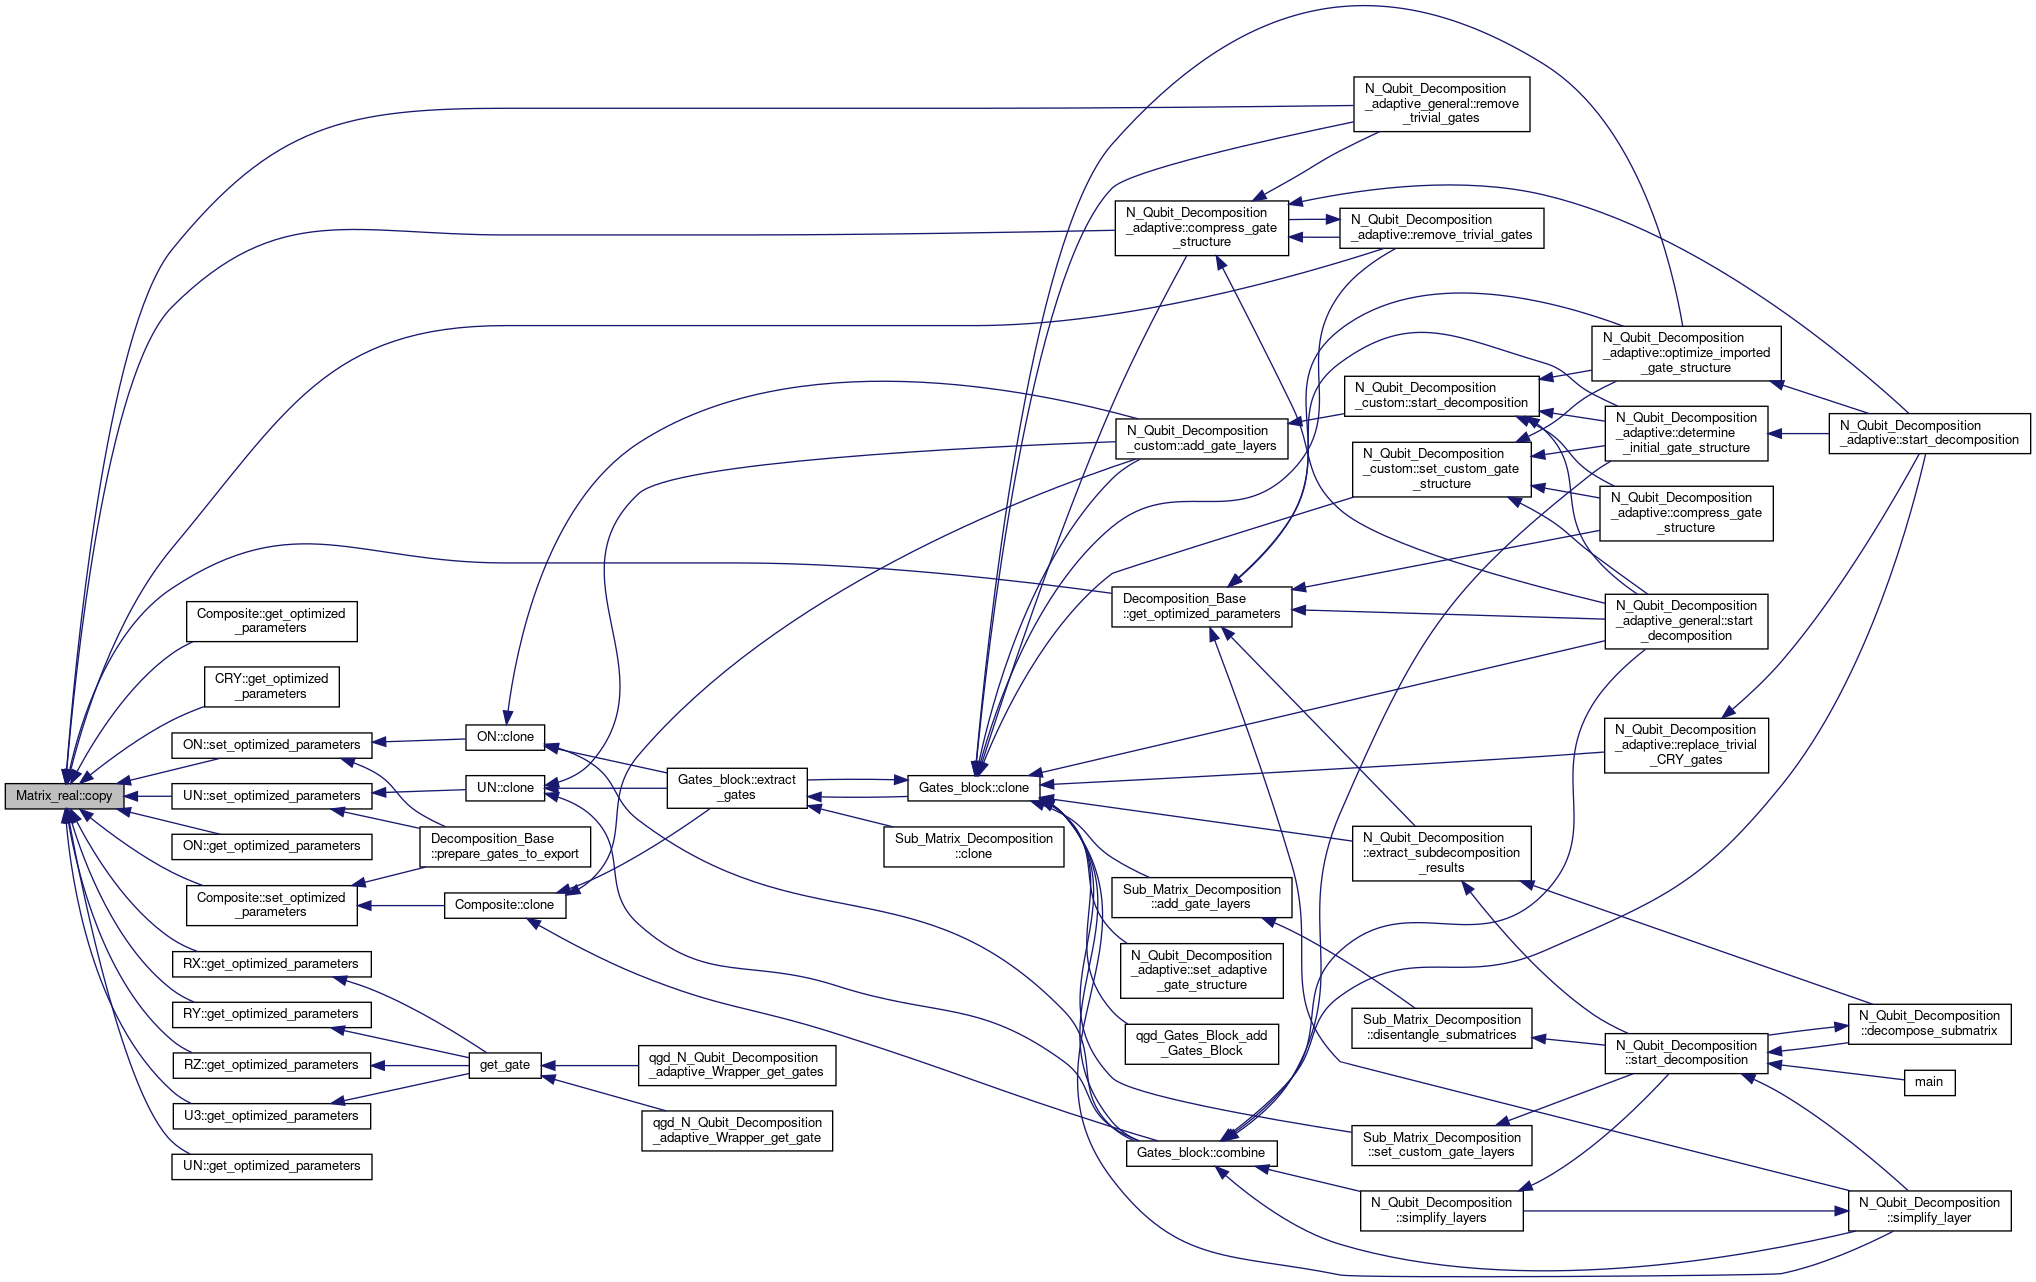 Matrix_real::copy
Composite::get_optimized
_parameters
CRY::get_optimized
_parameters
ON::set_optimized_parameters
UN::set_optimized_parameters
ON::get_optimized_parameters
Composite::set_optimized
_parameters
RX::get_optimized_parameters
RY::get_optimized_parameters
RZ::get_optimized_parameters
U3::get_optimized_parameters
UN::get_optimized_parameters
ON::clone
UN::clone
Decomposition_Base
::prepare_gates_to_export
Composite::clone
get_gate
Gates_block::extract
_gates
qgd_N_Qubit_Decomposition
_adaptive_Wrapper_get_gates
qgd_N_Qubit_Decomposition
_adaptive_Wrapper_get_gate
Gates_block::clone
Sub_Matrix_Decomposition
::clone
N_Qubit_Decomposition
_adaptive::compress_gate
_structure
N_Qubit_Decomposition
_custom::add_gate_layers
Decomposition_Base
::get_optimized_parameters
Sub_Matrix_Decomposition
::add_gate_layers
N_Qubit_Decomposition
_adaptive::set_adaptive
_gate_structure
qgd_Gates_Block_add
_Gates_Block
Gates_block::combine
N_Qubit_Decomposition
_adaptive_general::remove
_trivial_gates
N_Qubit_Decomposition
_adaptive::remove_trivial_gates
N_Qubit_Decomposition
_custom::start_decomposition
N_Qubit_Decomposition
_custom::set_custom_gate
_structure
N_Qubit_Decomposition
::extract_subdecomposition
_results
Sub_Matrix_Decomposition
::disentangle_submatrices
Sub_Matrix_Decomposition
::set_custom_gate_layers
N_Qubit_Decomposition
::simplify_layers
N_Qubit_Decomposition
_adaptive::optimize_imported
_gate_structure
N_Qubit_Decomposition
_adaptive::determine
_initial_gate_structure
N_Qubit_Decomposition
_adaptive::compress_gate
_structure
N_Qubit_Decomposition
_adaptive_general::start
_decomposition
N_Qubit_Decomposition
_adaptive::replace_trivial
_CRY_gates
N_Qubit_Decomposition
::start_decomposition
N_Qubit_Decomposition
_adaptive::start_decomposition
N_Qubit_Decomposition
::decompose_submatrix
main
N_Qubit_Decomposition
::simplify_layer